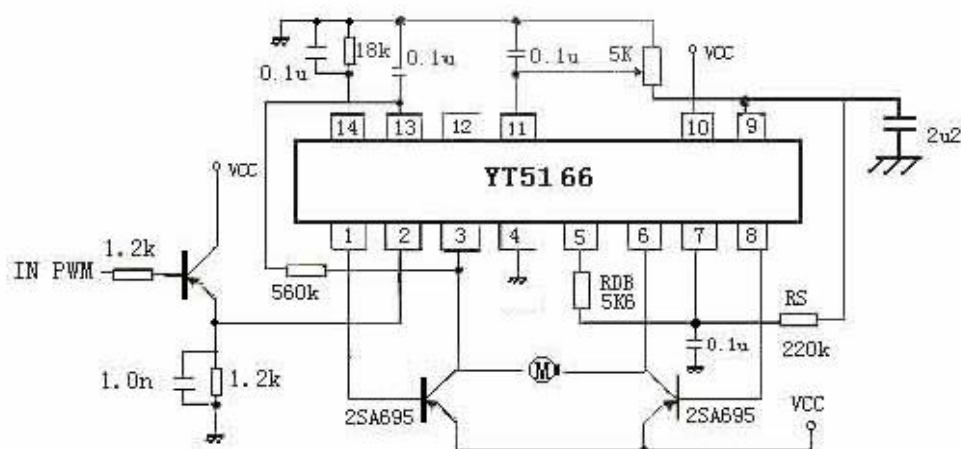 18k
0.1u
0.1u
0.1u
5K
VCC
14
13
12
11
10
9
2u2
YT5166
VCC
1
2
3
4
5
6
7
8
1.2k
IN PWM
560k
RDB
5K6
RS
220k
0.1u
1.0n
1.2k
M
2SA695
2SA695
VCC